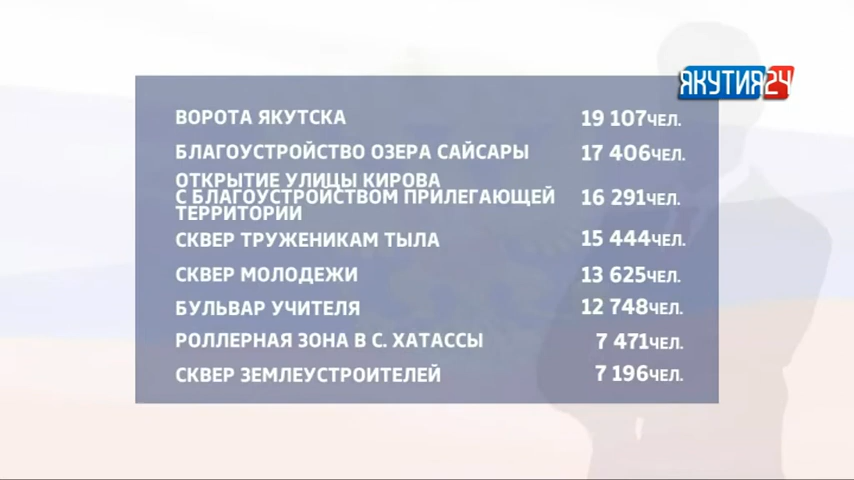 ЯКУТИЯ24
ВОРОТА ЯКУТСКА 19 107ЧЕЛ.
БЛАГОУСТРОЙСТВО ОЗЕРА САЙСАРЫ 17 406ЧЕЛ.
ОТКРЫТИЕ УЛИЦЫ КИРОВА
С БЛАГОУСТРОЙСТВОМ ПРИЛЕГАЮЩЕЙ 16 291ЧЕЛ.
ТЕРРИТОРИИ
СКВЕР ТРУЖЕНИКАМ ТЫЛА 15 444ЧЕЛ.
СКВЕР МОЛОДЕЖИ 13 625ЧЕЛ.
БУЛЬВАР УЧИТЕЛЯ 12 748ЧЕЛ.
РОЛЛЕРНАЯ ЗОНА В С. ХАТАССЫ 7 471ЧЕЛ.
СКВЕР ЗЕМЛЕУСТРОИТЕЛЕЙ 7 196ЧЕЛ.